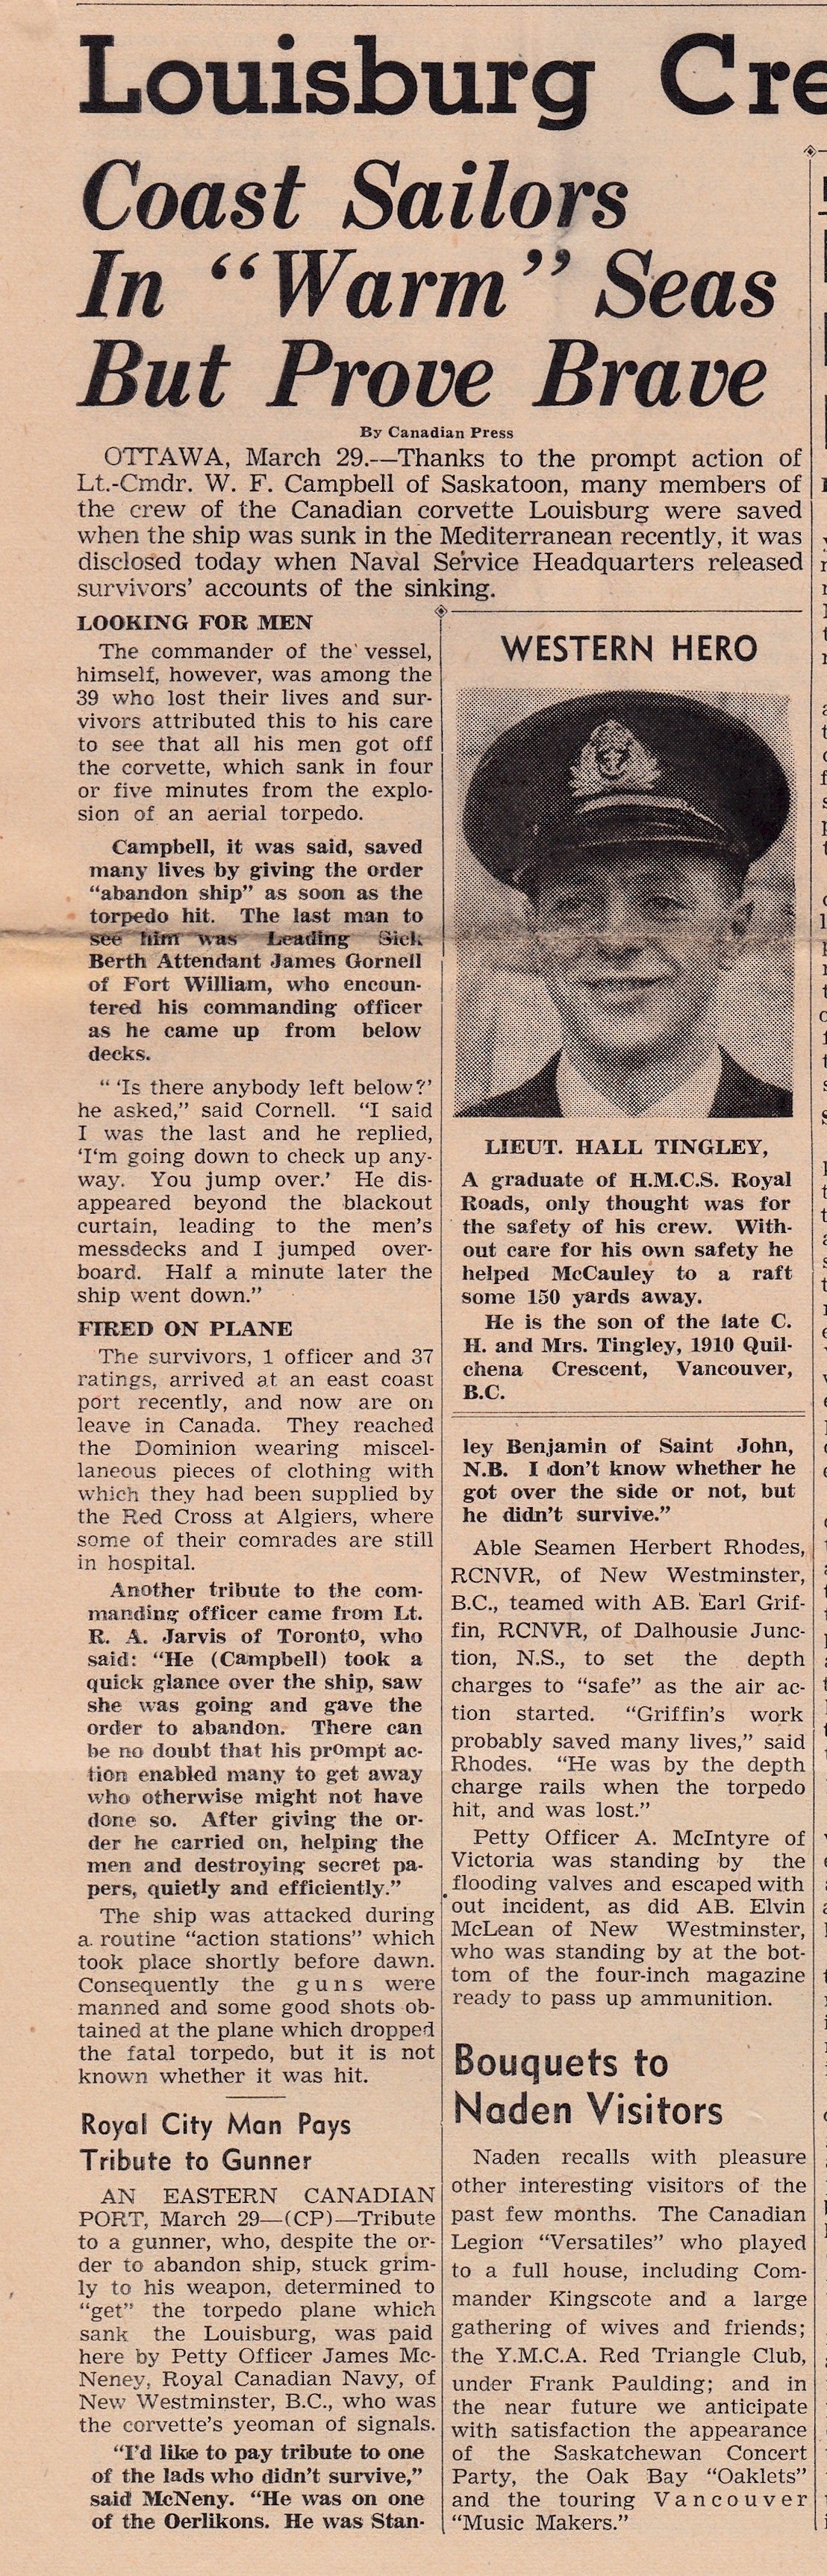 Louisburg Cre
Coast Sailors
In “Warm” Seas
But Prove Brave
By Canadian Press
OTTAWA, March 29.—Thanks to the prompt action of
Lt.-Cmdr. W. F. Campbell of Saskatoon, many members of
the crew of the Canadian corvette Louisburg were saved
when the ship was sunk in the Mediterranean recently, it was
disclosed today when Naval Service Headquarters released
survivors’ accounts of the sinking.
LOOKING FOR MEN
The commander of the vessel,
himself, however, was among the
39 who lost their lives and sur-
vivors attributed this to his care
to see that all his men got off
the corvette, which sank in four
or five minutes from the explo-
sion of an aerial torpedo.
Campbell, it was said, saved
many lives by giving the order
“abandon ship” as soon as the
torpedo hit. The last man to
see him was Leading Sick
Berth Attendant James Gornell
of Fort William, who encoun-
tered his commanding officer
as he came up from below
decks.
“ ‘Is there anybody left below?’
he asked,” said Cornell. “I said
I was the last and he replied,
‘I’m going down to check up any-
way. You jump over.’ He dis-
appeared beyond the blackout
curtain, leading to the men’s
messdecks and I jumped over-
board. Half a minute later the
ship went down.”
FIRED ON PLANE
The survivors, 1 officer and 37
ratings, arrived at an east coast
port recently, and now are on
leave in Canada. They reached
the Dominion wearing miscel-
laneous pieces of clothing with
which they had been supplied by
the Red Cross at Algiers, where
some of their comrades are still
in hospital.
Another tribute to the com-
manding officer came from Lt.
R. A. Jarvis of Toronto, who
said: “He (Campbell) took a
quick glance over the ship, saw
she was going and gave the
order to abandon. There can
be no doubt that his prompt ac-
tion enabled many to get away
who otherwise might not have
done so. After giving the or-
der he carried on, helping the
men and destroying secret pa-
pers, quietly and efficiently.”
The ship was attacked during
a routine “action stations” which
took place shortly before dawn.
Consequently the guns were
manned and some good shots ob-
tained at the plane which dropped
the fatal torpedo, but it is not
known whether it was hit.
Royal City Man Pays
Tribute to Gunner
AN EASTERN CANADIAN
PORT, March 29—(CP)—Tribute
to a gunner, who, despite the or-
der to abandon ship, stuck grim-
ly to his weapon, determined to
“get” the torpedo plane which
sank the Louisburg, was paid
here by Petty Officer James Mc-
Neney, Royal Canadian Navy, of
New Westminster, B.C., who was
the corvette’s yeoman of signals.
“I’d like to pay tribute to one
of the lads who didn’t survive,”
said McNeny. “He was on one
of the Oerlikons. He was Stan-
WESTERN HERO
LIEUT. HALL TINGLEY,
A graduate of H.M.C.S. Royal
Roads, only thought was for
the safety of his crew. With-
out care for his own safety he
helped McCauley to a raft
some 150 yards away.
He is the son of the late C.
H. and Mrs. Tingley, 1910 Quil-
chena Crescent, Vancouver,
B.C.
ley Benjamin of Saint John,
N.B. I don’t know whether he
got over the side or not, but
he didn’t survive.”
Able Seamen Herbert Rhodes,
RCNVR, of New Westminster,
B.C., teamed with AB. Earl Grif-
fin, RCNVR, of Dalhousie Junc-
tion, N.S., to set the depth
charges to “safe” as the air ac-
tion started. “Griffin’s work
probably saved many lives,” said
Rhodes. “He was by the depth
charge rails when the torpedo
hit, and was lost.”
Petty Officer A. McIntyre of
Victoria was standing by the
flooding valves and escaped with
out incident, as did AB. Elvin
McLean of New Westminster,
who was standing by at the bot-
tom of the four-inch magazine
ready to pass up ammunition.
Bouquets to
Naden Visitors
Naden recalls with pleasure
other interesting visitors of the
past few months. The Canadian
Legion “Versatiles” who played
to a full house, including Com-
mander Kingscote and a large
gathering of wives and friends;
the Y.M.C.A. Red Triangle Club,
under Frank Paulding; and in
the near future we anticipate
with satisfaction the appearance
of the Saskatchewan Concert
Party, the Oak Bay “Oaklets”
and the touring Vancouver
“Music Makers.”